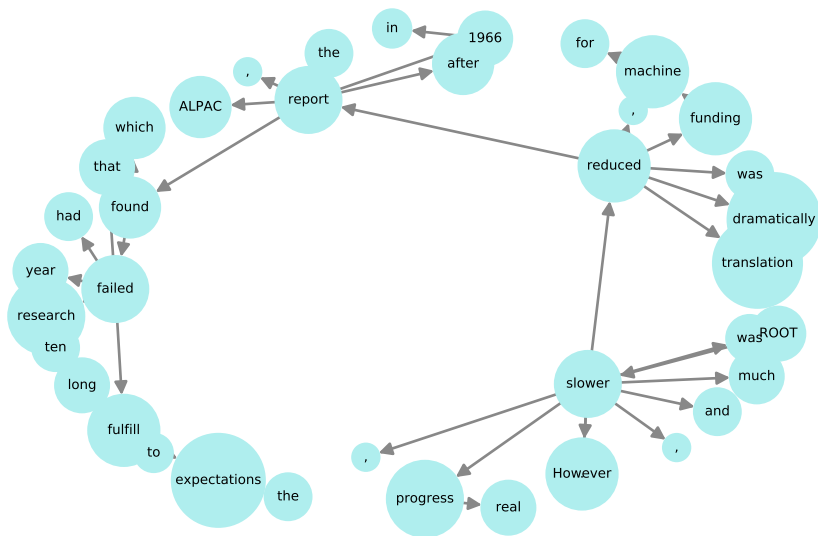 in
1966
the
for
,
after
machine
report
ALPAC
,
funding
which
that
reduced
was
found
had
dramatically
translation
year
failed
research
ten
was
ROOT
long
slower
much
and
fulfill
to
,
,
However
expectations
the
progress
real